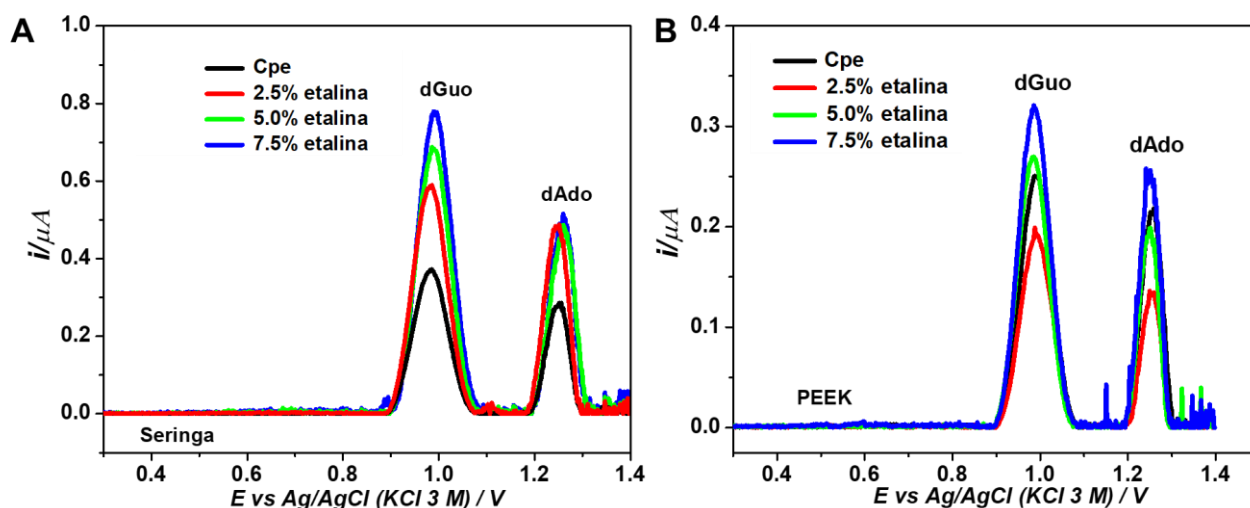 A
Cpe
2.5% etalina
5.0% etalina
7.5% etalina
dGuo
dAdo
Seringa
i/μA
1.0
0.8
0.6
0.4
0.2
0.0
0.4 0.6 0.8 1.0 1.2 1.4
E vs Ag/AgCl (KCl 3 M) / V
B
Cpe
2.5% etalina
5.0% etalina
7.5% etalina
dGuo
dAdo
PEEK
i/μA
0.4
0.3
0.2
0.1
0.0
0.4 0.6 0.8 1.0 1.2 1.4
E vs Ag/AgCl (KCl 3 M) / V